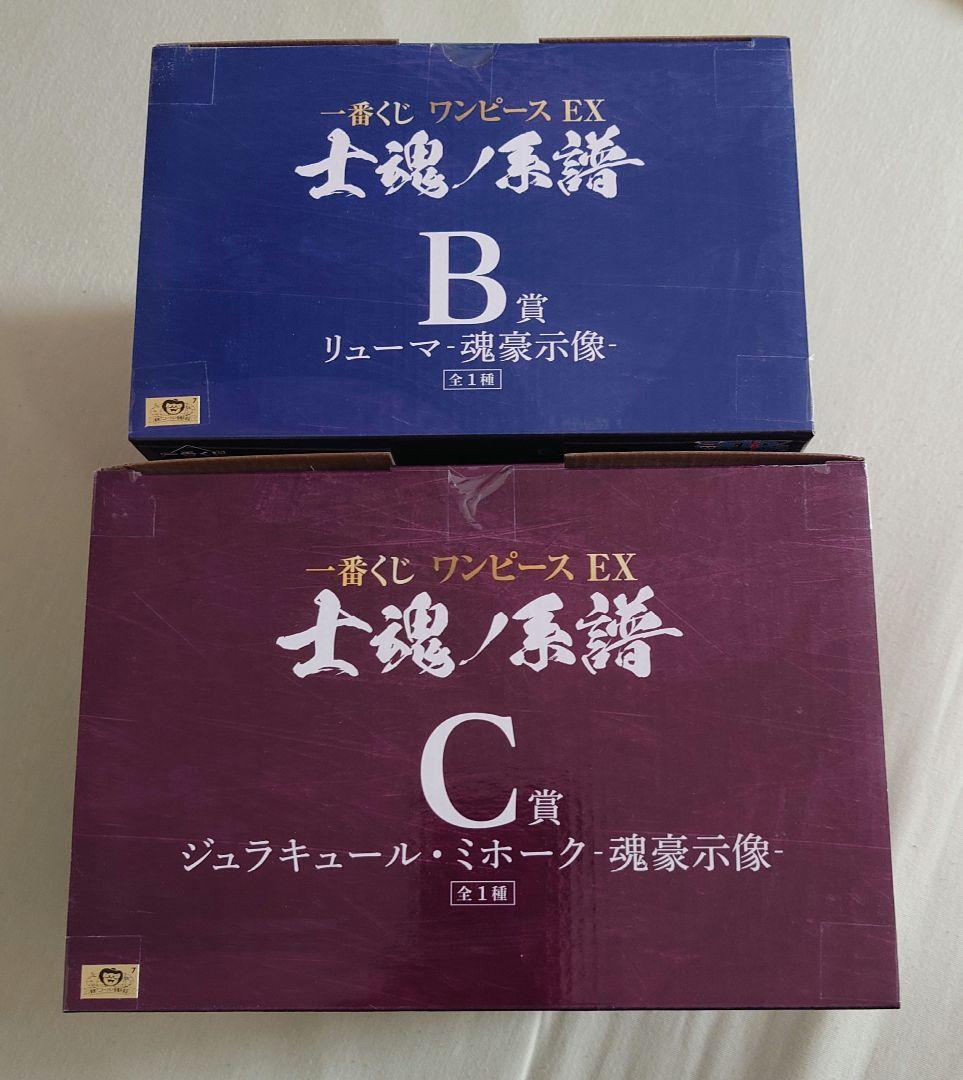 一番くじ ワンピース EX
士魂ノ系譜
B賞
リューマ-魂豪示像-
全1種
7
一番くじ ワンピース EX
士魂ノ系譜
C賞
ジュラキュール・ミホーク-魂豪示像-
全1種
7